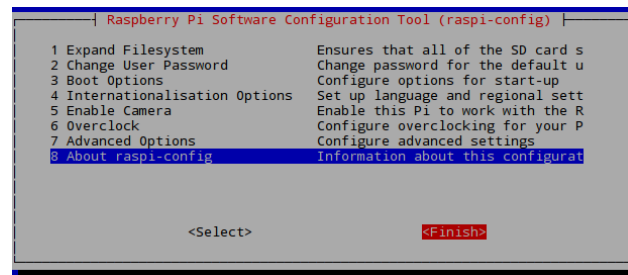 Raspberry Pi Software Configuration Tool (raspi-config)
1 Expand Filesystem Ensures that all of the SD card s
2 Change User Password Change password for the default u
3 Boot Options Configure options for start-up
4 Internationalisation Options Set up language and regional sett
5 Enable Camera Enable this Pi to work with the R
6 Overclock Configure overclocking for your P
7 Advanced Options Configure advanced settings
8 About raspi-config Information about this configurat
<Select> <Finish>